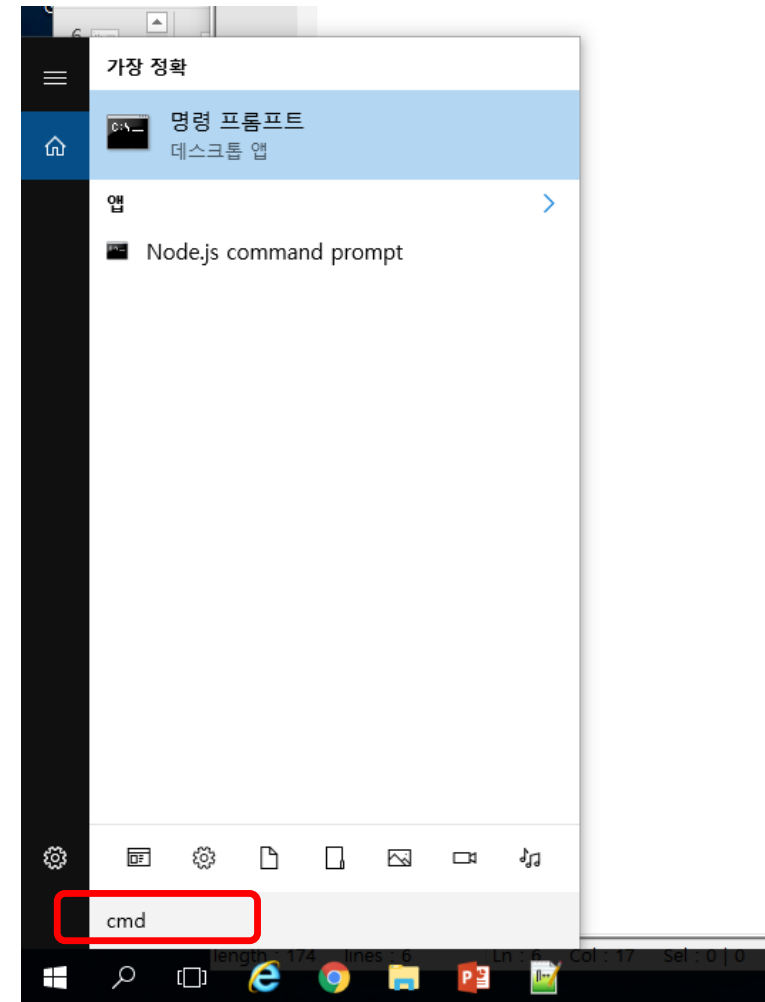 6
가장 정확
명령 프롬프트
데스크톱 앱
앱
Node.js command prompt
cmd
length : 174 lines : 6 Ln : 6 Col : 17 Sel : 0 | 0